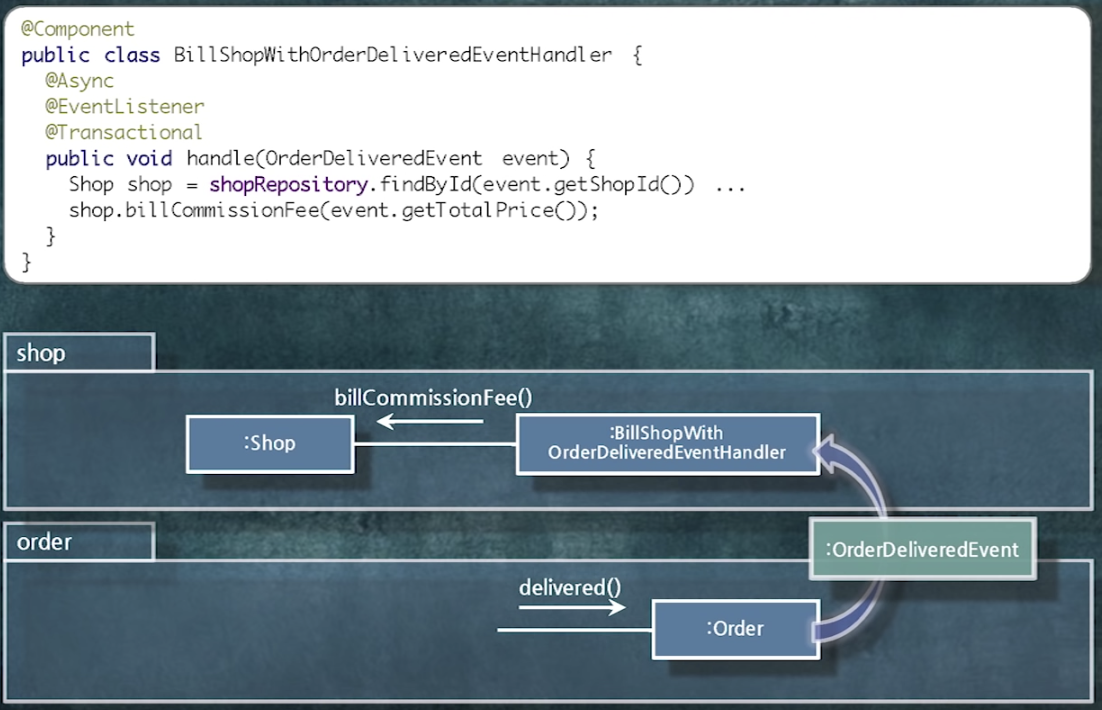 @Component
public class BillShopWithOrderDeliveredEventHandler {
@Async
@EventListener
@Transactional
public void handle(OrderDeliveredEvent event) {
Shop shop = shopRepository.findById(event.getShopId()) ...
shop.billCommissionFee(event.getTotalPrice());
}
}
shop
billCommissionFee()
:Shop
:BillShopWith
OrderDeliveredEventHandler
order
:OrderDeliveredEvent
delivered()
:Order